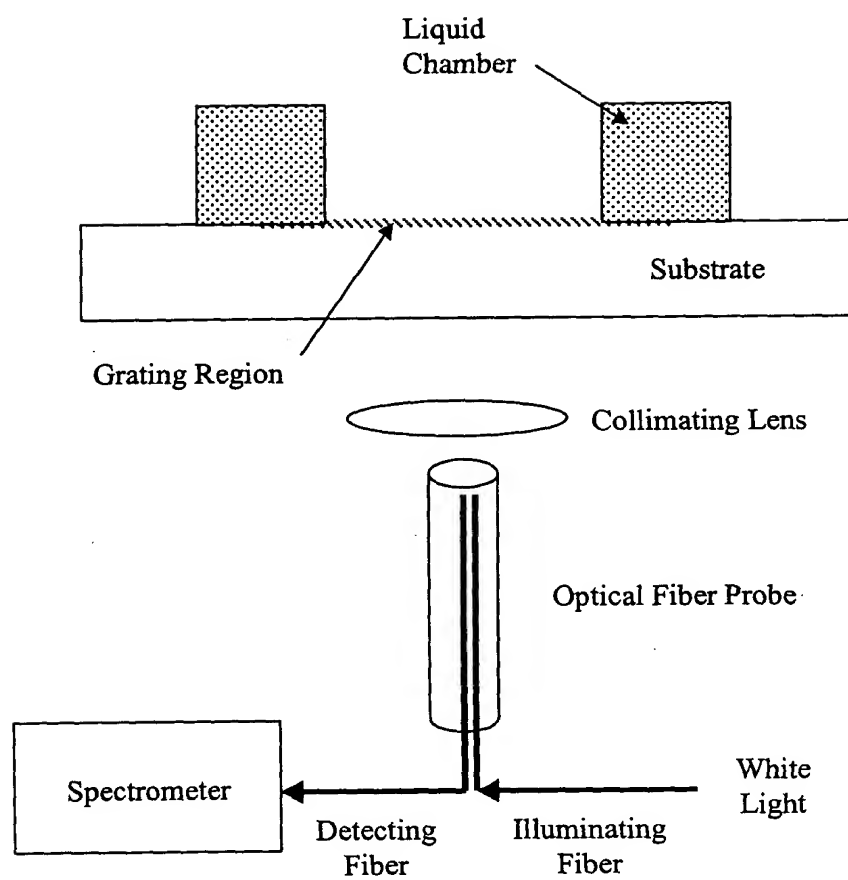 Liquid
Chamber
Substrate
Grating Region
Collimating Lens
Optical Fiber Probe
Spectrometer
White
Light
Detecting
Fiber
Illuminating
Fiber